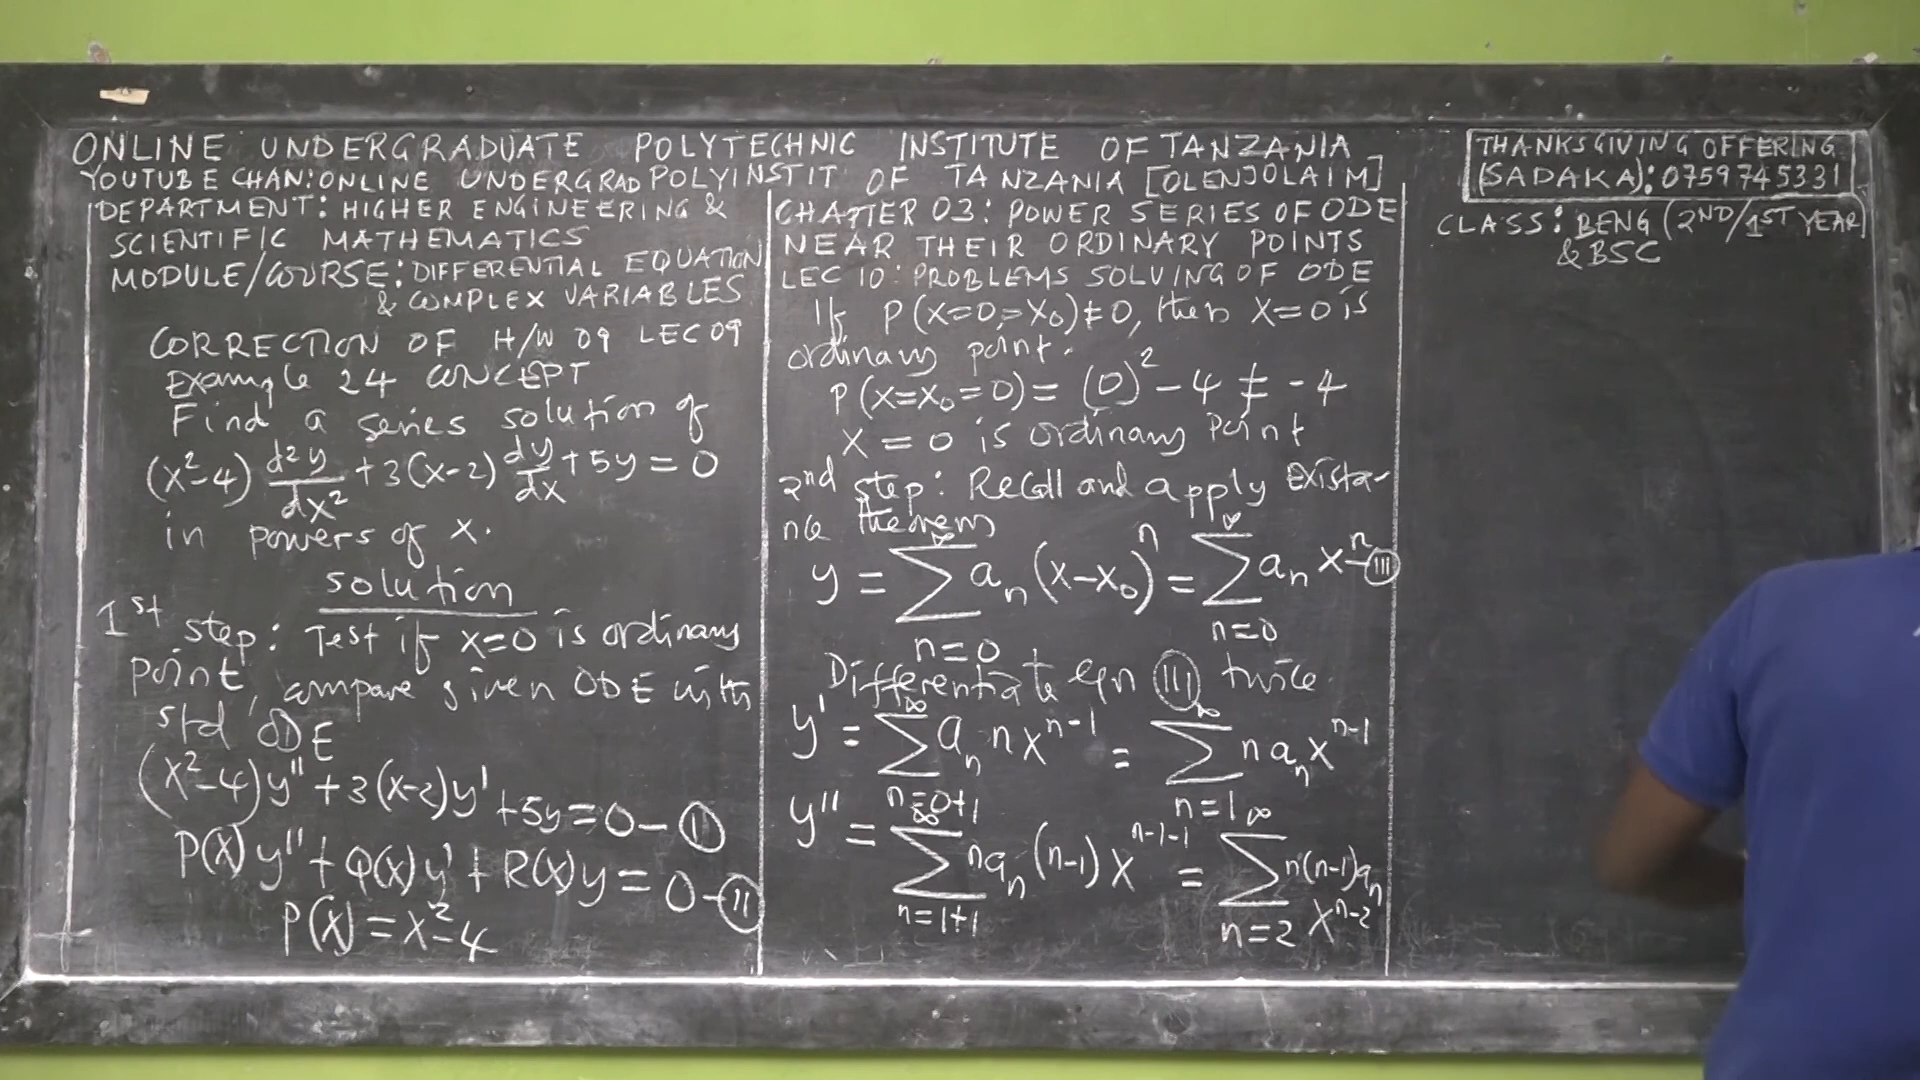 ONLINE UNDERGRADUATE POLYTECHNIC INSTITUTE OF TANZANIA
YOUTUBE CHAN: ONLINE UNDERGRAD POLYINSTIT OF TANZANIA [OLENJOLAIM]
DEPARTMENT: HIGHER ENGINEERING &
SCIENTIFIC MATHEMATICS
MODULE/COURSE: DIFFERENTIAL EQUATION
& COMPLEX VARIABLES
CORRECTION OF H/W 09 LEC 09
Example 24 CONCEPT
Find a series solution of
(x²-4) d²y/dx² + 3(x-2) dy/dx + 5y = 0
in powers of x.
solution
1st step: Test if x=0 is ordinary
point, compare given ODE with
std ODE
(x²-4)y'' + 3(x-2)y' + 5y = 0 - (I)
P(x)y'' + Q(x)y' + R(x)y = 0 - (II)
P(x) = x²-4
CHAPTER 03: POWER SERIES OF ODE
NEAR THEIR ORDINARY POINTS
LEC 10: PROBLEMS SOLVING OF ODE
If P(x=0=x₀) ≠ 0, then x=0 is
ordinary point.
P(x=x₀=0) = (0)² - 4 ≠ -4
x = 0 is ordinary point
2nd step: Recall and apply exista-
nce theorem
y = ∑_{n=0}^{∞} aₙ (x-x₀)ⁿ = ∑_{n=0}^{∞} aₙ xⁿ - (III)
Differentiate eqn (III) twice.
y' = ∑_{n=0+1}^{∞} aₙ n xⁿ⁻¹ = ∑_{n=1}^{∞} n aₙ xⁿ⁻¹
y'' = ∑_{n=1+1}^{∞} n aₙ (n-1) xⁿ⁻¹⁻¹ = ∑_{n=2}^{∞} n(n-1)aₙ xⁿ⁻²
THANKSGIVING OFFERING
(SADAKA): 0759745331
CLASS: BENG (2ND/1ST YEAR)
& BSC